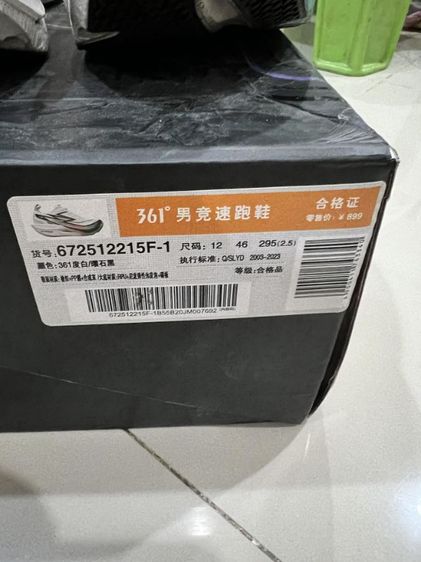 361° 男竞速跑鞋
合格证
零售价: ¥ 899
货号: 672512215F-1 尺码: 12 46 295(2.5)
颜色: 361度白/曜石黑
执行标准: Q/SLYD 2003-2023
等级: 合格品
672512215F-1B56B20JM007692